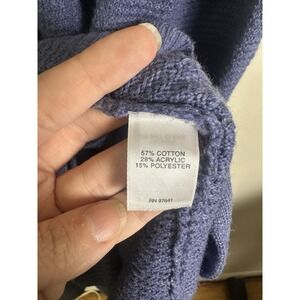 57% COTTON
28% ACRYLIC
15% POLYESTER
RN 97641